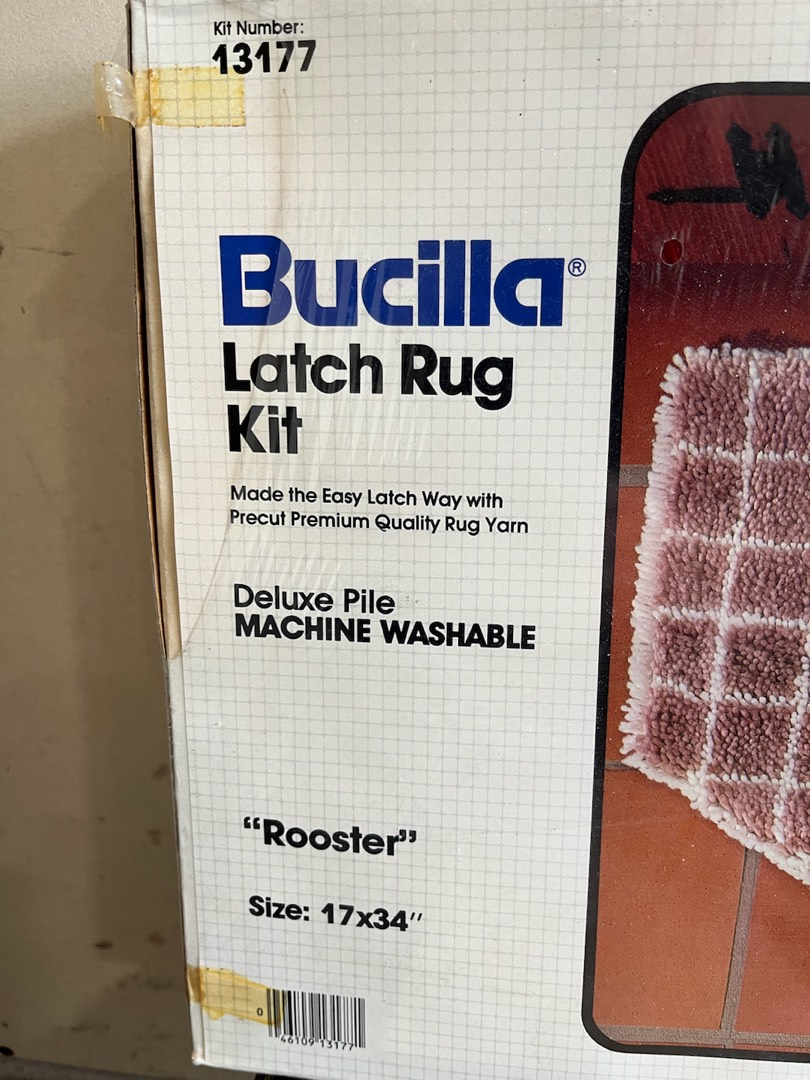 Kit Number:
13177
Bucilla®
Latch Rug
Kit
Made the Easy Latch Way with
Precut Premium Quality Rug Yarn
Deluxe Pile
MACHINE WASHABLE
“Rooster”
Size: 17x34″
0
46109 13177